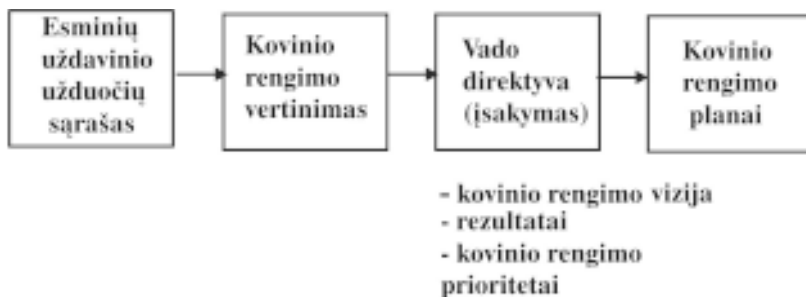 Esminių
uždavinio
užduočių
sąrašas
Kovinio
rengimo
vertinimas
Vado
direktyva
(įsakymas)
Kovinio
rengimo
planai
- kovinio rengimo vizija
- rezultatai
- kovinio rengimo
prioritetai